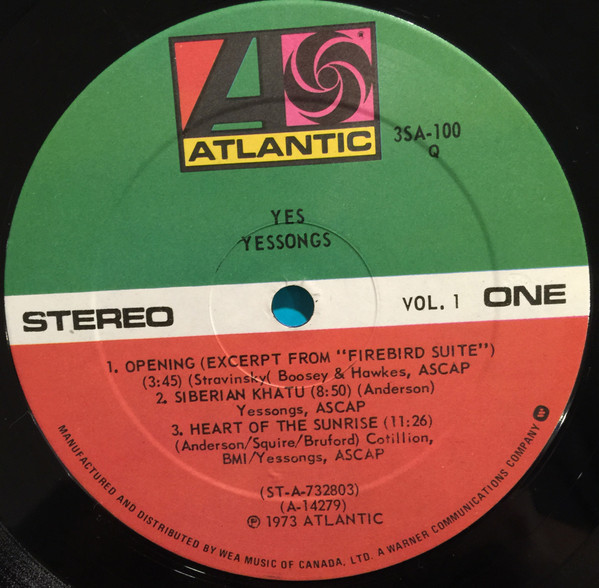 ATLANTIC
3SA-100
Q
YES
YESSONGS
STEREO VOL. 1 ONE
1. OPENING (EXCERPT FROM "FIREBIRD SUITE")
(3:45) (Stravinsky( Boosey & Hawkes, ASCAP
2. SIBERIAN KHATU (8:50) (Anderson)
Yessongs, ASCAP
3. HEART OF THE SUNRISE (11:26)
(Anderson/Squire/Bruford) Cotillion,
BMI/Yessongs, ASCAP
(ST-A-732803)
(A-14279)
℗ 1973 ATLANTIC
MANUFACTURED AND DISTRIBUTED BY WEA MUSIC OF CANADA, LTD. A WARNER COMMUNICATIONS COMPANY